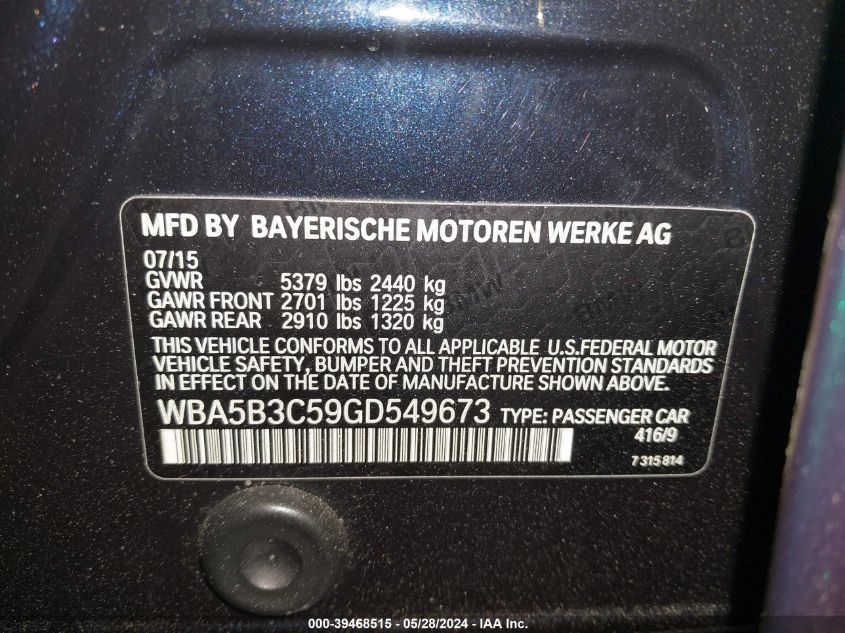 MFD BY BAYERISCHE MOTOREN WERKE AG
07/15
GVWR 5379 lbs 2440 kg
GAWR FRONT 2701 lbs 1225 kg
GAWR REAR 2910 lbs 1320 kg
THIS VEHICLE CONFORMS TO ALL APPLICABLE U.S.FEDERAL MOTOR
VEHICLE SAFETY, BUMPER AND THEFT PREVENTION STANDARDS
IN EFFECT ON THE DATE OF MANUFACTURE SHOWN ABOVE.
WBA5B3C59GD549673 TYPE: PASSENGER CAR
416/9
7 315 814
000-39468515 - 05/28/2024 - IAA Inc.